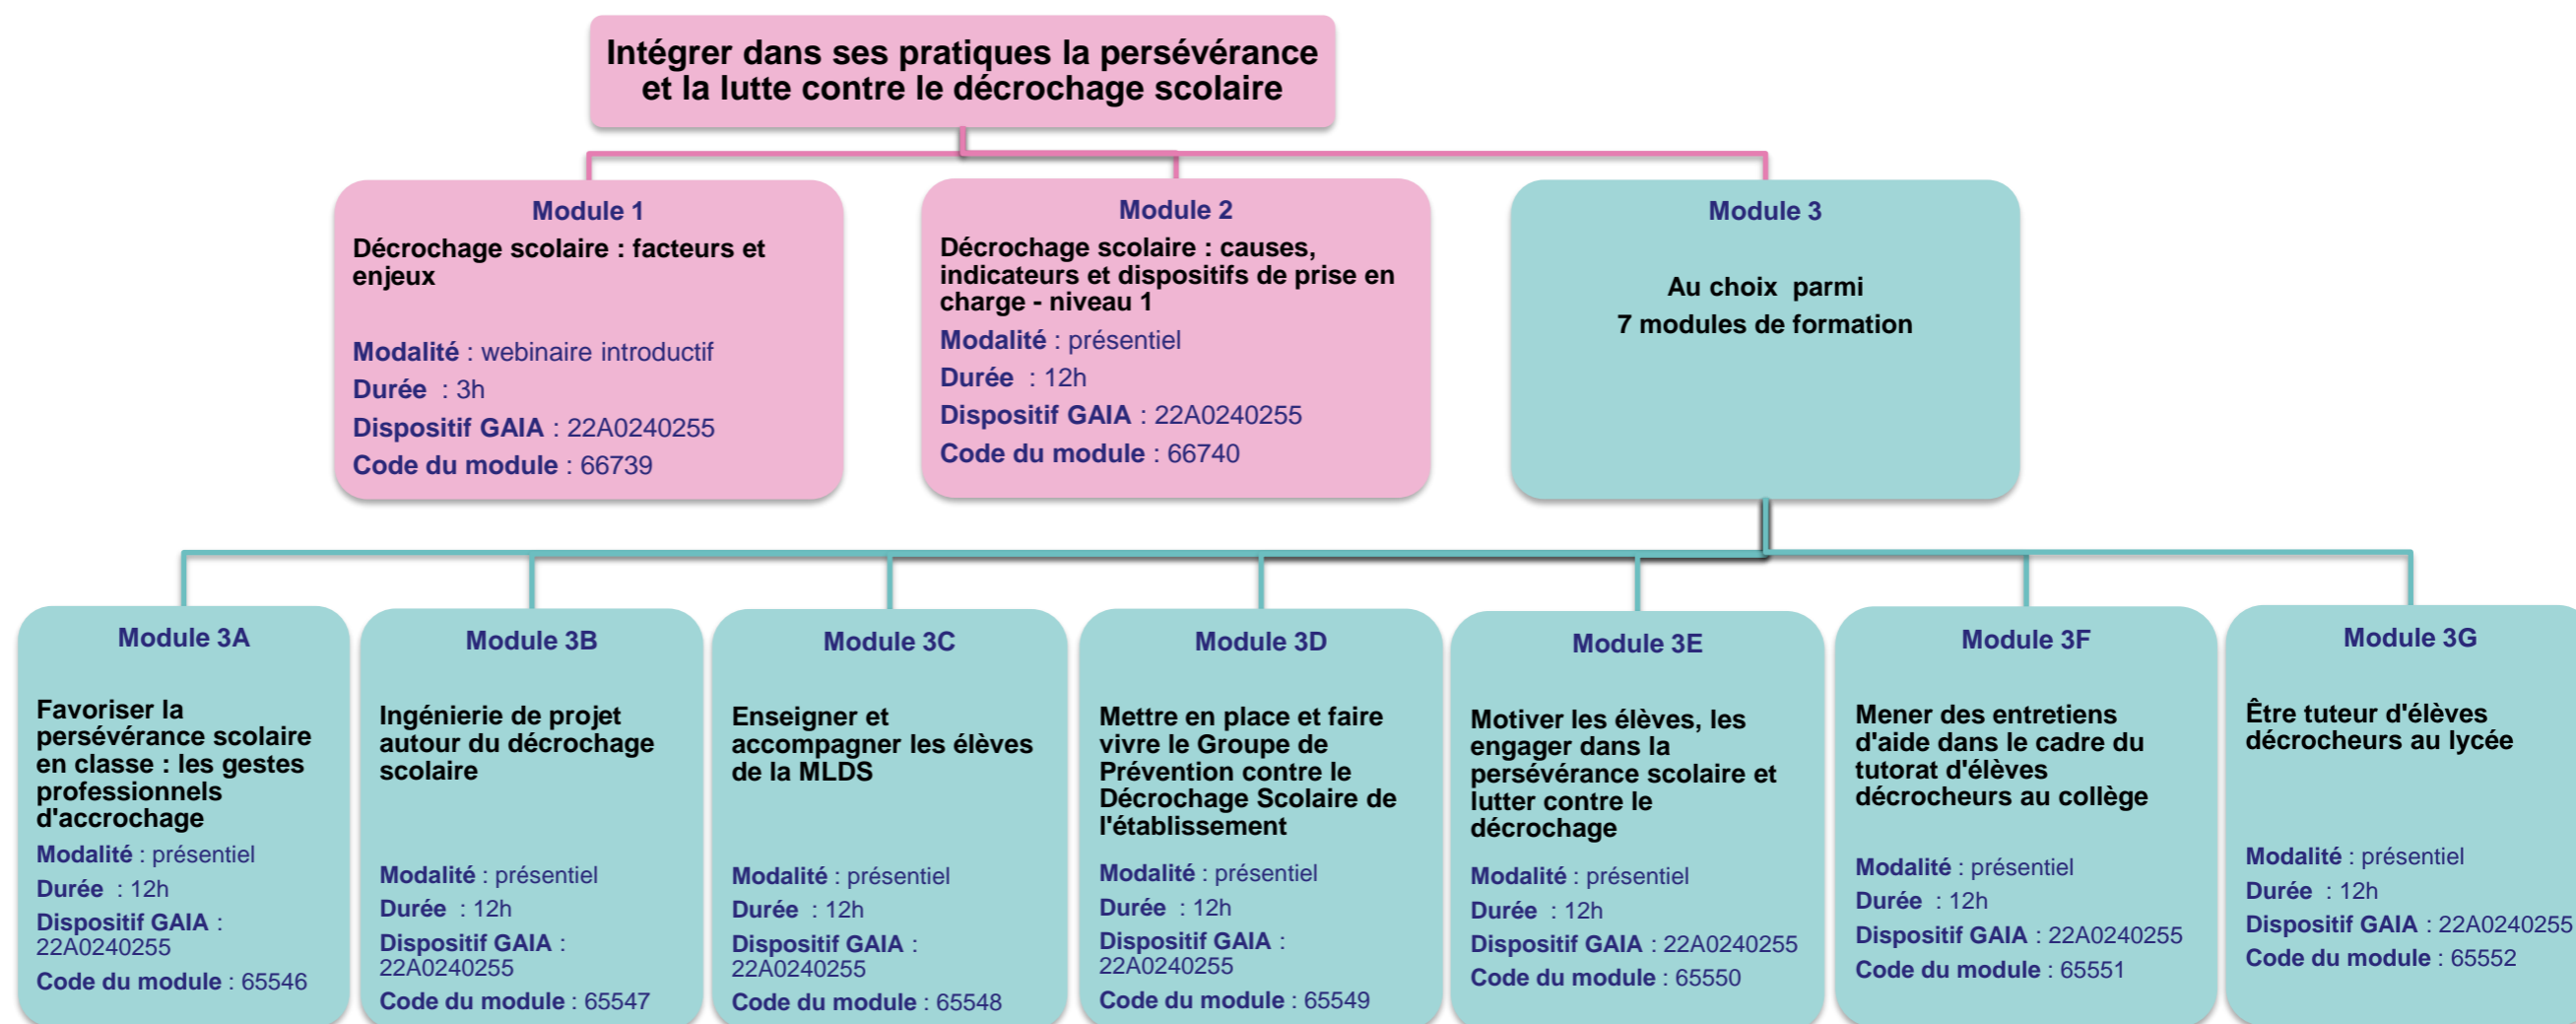 Intégrer dans ses pratiques la persévérance
et la lutte contre le décrochage scolaire
Module 1
Décrochage scolaire : facteurs et
enjeux
Modalité : webinaire introductif
Durée : 3h
Dispositif GAIA : 22A0240255
Code du module : 66739
Module 2
Décrochage scolaire : causes,
indicateurs et dispositifs de prise en
charge - niveau 1
Modalité : présentiel
Durée : 12h
Dispositif GAIA : 22A0240255
Code du module : 66740
Module 3
Au choix parmi
7 modules de formation
Module 3A
Favoriser la
persévérance scolaire
en classe : les gestes
professionnels
d'accrochage
Modalité : présentiel
Durée : 12h
Dispositif GAIA :
22A0240255
Code du module : 65546
Module 3B
Ingénierie de projet
autour du décrochage
scolaire
Modalité : présentiel
Durée : 12h
Dispositif GAIA :
22A0240255
Code du module : 65547
Module 3C
Enseigner et
accompagner les élèves
de la MLDS
Modalité : présentiel
Durée : 12h
Dispositif GAIA :
22A0240255
Code du module : 65548
Module 3D
Mettre en place et faire
vivre le Groupe de
Prévention contre le
Décrochage Scolaire de
l'établissement
Modalité : présentiel
Durée : 12h
Dispositif GAIA :
22A0240255
Code du module : 65549
Module 3E
Motiver les élèves, les
engager dans la
persévérance scolaire et
lutter contre le
décrochage
Modalité : présentiel
Durée : 12h
Dispositif GAIA : 22A0240255
Code du module : 65550
Module 3F
Mener des entretiens
d'aide dans le cadre du
tutorat d'élèves
décrocheurs au collège
Modalité : présentiel
Durée : 12h
Dispositif GAIA : 22A0240255
Code du module : 65551
Module 3G
Être tuteur d'élèves
décrocheurs au lycée
Modalité : présentiel
Durée : 12h
Dispositif GAIA : 22A0240255
Code du module : 65552